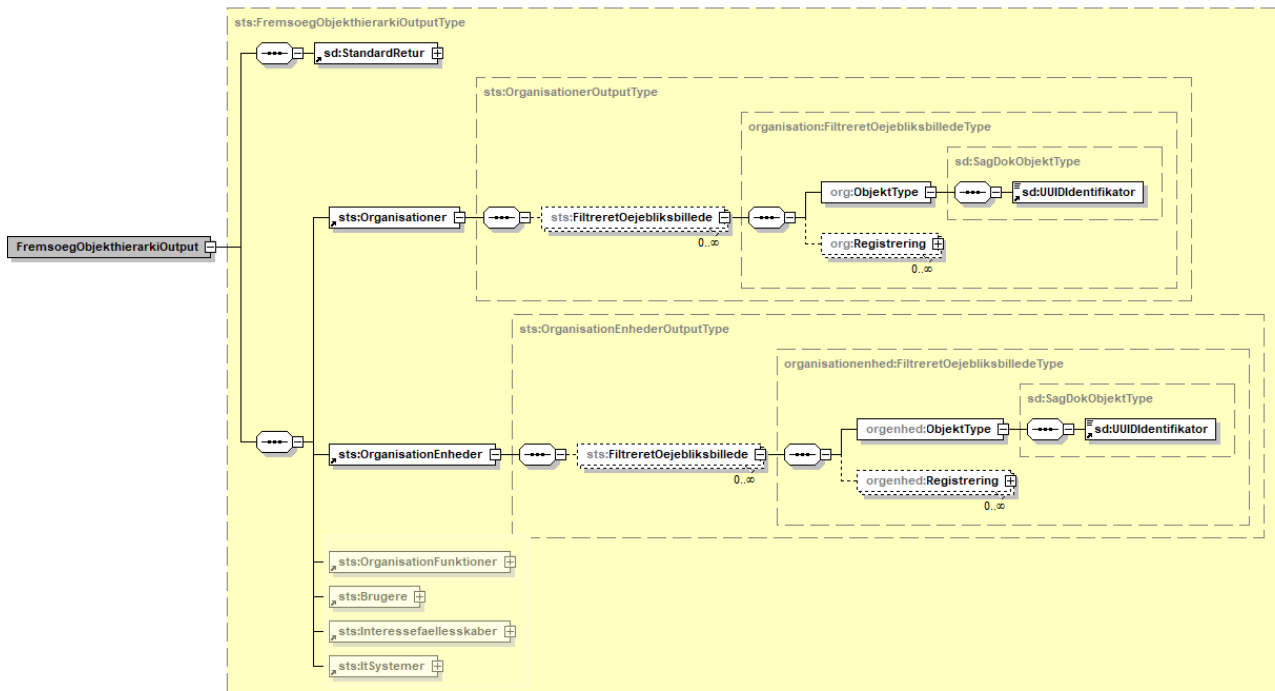 sts:FremsoegObjekthierarkiOutputType
sd:StandardRetur
sts:OrganisationerOutputType
organisation:FiltreretOejebliksbilledeType
sd:SagDokObjektType
org:ObjektType
sd:UUIDIdentifikator
sts:Organisationer
sts:FiltreretOejebliksbillede
0..∞
org:Registrering
0..∞
FremsoegObjekthierarkiOutput
sts:OrganisationEnhederOutputType
organisationenhed:FiltreretOejebliksbilledeType
sd:SagDokObjektType
orgenhed:ObjektType
sd:UUIDIdentifikator
sts:OrganisationEnheder
sts:FiltreretOejebliksbillede
0..∞
orgenhed:Registrering
0..∞
sts:OrganisationFunktioner
sts:Brugere
sts:Interessefaellesskaber
sts:ItSystemer